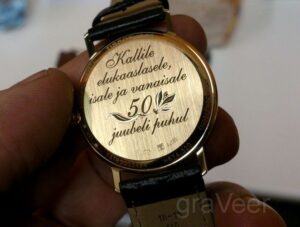 Kallile
elukaaslasele,
isale ja vanaisale
50
juubeli puhul
graVeer